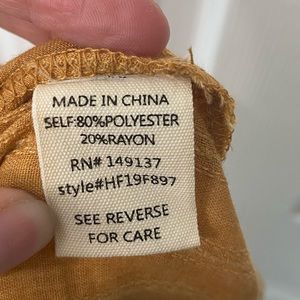 MADE IN CHINA
SELF:80%POLYESTER
20%RAYON
RN# 149137
style#HF19F897
SEE REVERSE
FOR CARE